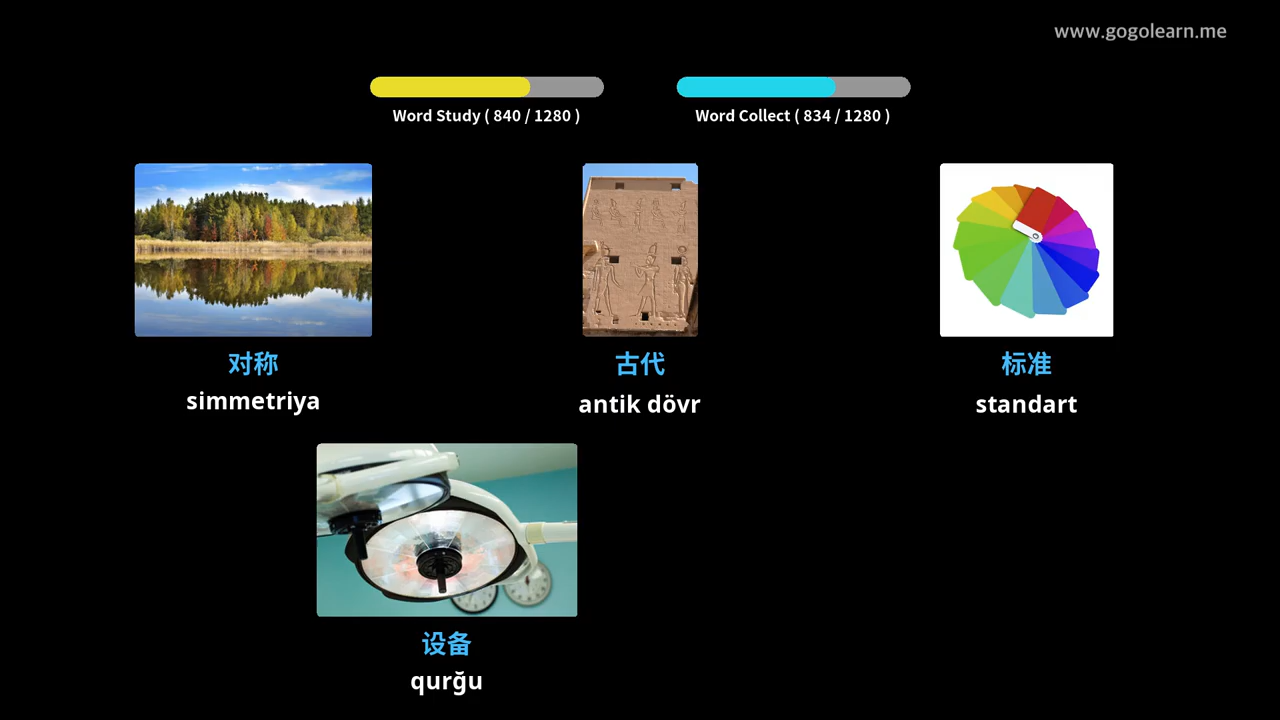 www.gogolearn.me
Word Study ( 840 / 1280 )
Word Collect ( 834 / 1280 )
对称
simmetriya
古代
antik dövr
标准
standart
设备
qurğu